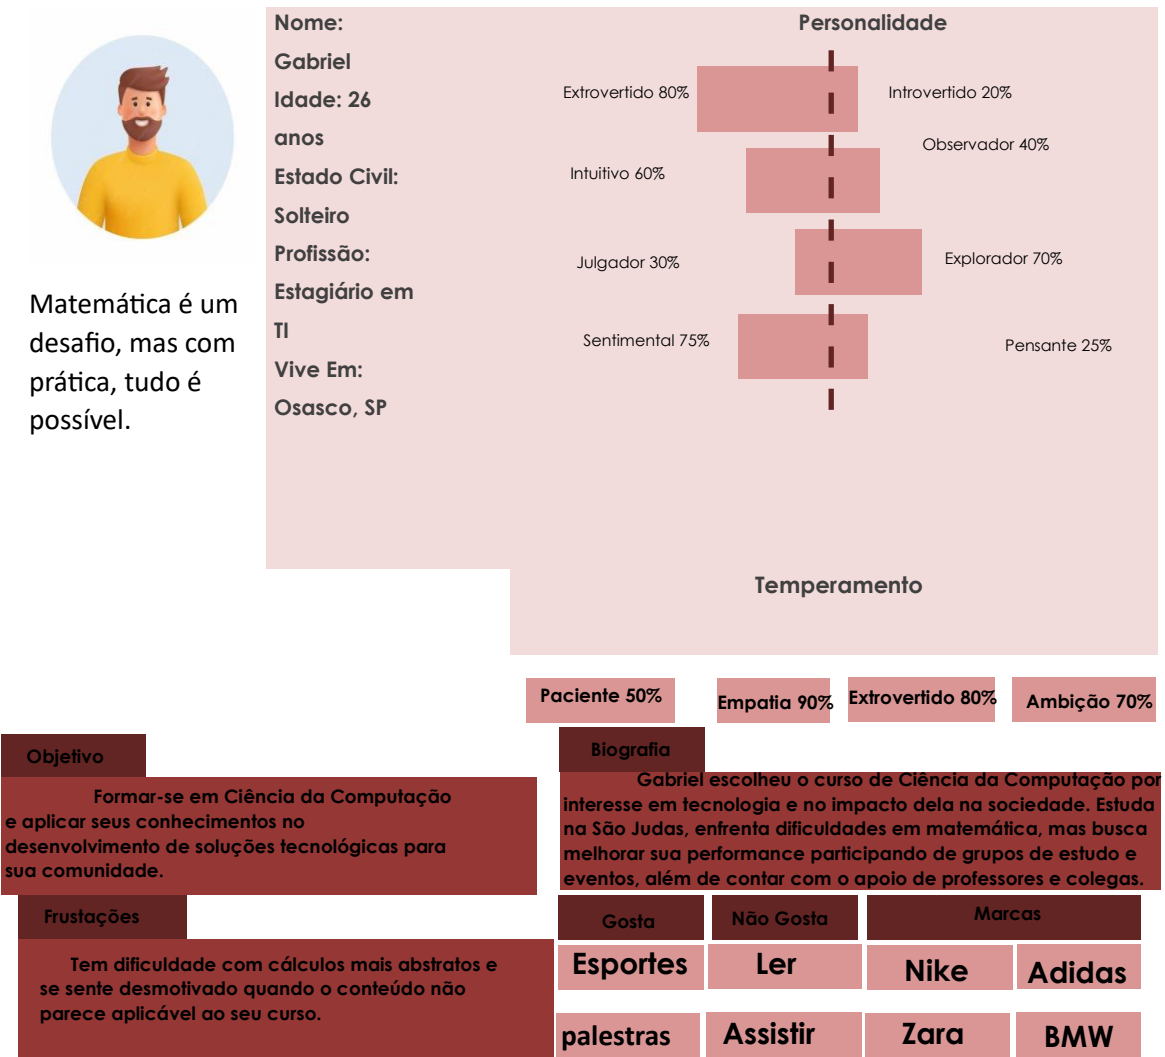 Nome:
Gabriel
Idade: 26
anos
Estado Civil:
Solteiro
Profissão:
Estagiário em
TI
Vive Em:
Osasco, SP
Matemática é um
desafio, mas com
prática, tudo é
possível.
Personalidade
Extrovertido 80%
Introvertido 20%
Observador 40%
Intuitivo 60%
Julgador 30%
Explorador 70%
Sentimental 75%
Pensante 25%
Temperamento
Paciente 50%
Empatia 90%
Extrovertido 80%
Ambição 70%
Objetivo
Formar-se em Ciência da Computação
e aplicar seus conhecimentos no
desenvolvimento de soluções tecnológicas para
sua comunidade.
Biografia
Gabriel escolheu o curso de Ciência da Computação por
interesse em tecnologia e no impacto dela na sociedade. Estuda
na São Judas, enfrenta dificuldades em matemática, mas busca
melhorar sua performance participando de grupos de estudo e
eventos, além de contar com o apoio de professores e colegas.
Frustações
Tem dificuldade com cálculos mais abstratos e
se sente desmotivado quando o conteúdo não
parece aplicável ao seu curso.
Gosta
Não Gosta
Marcas
Esportes
Ler
Nike
Adidas
palestras
Assistir
Zara
BMW